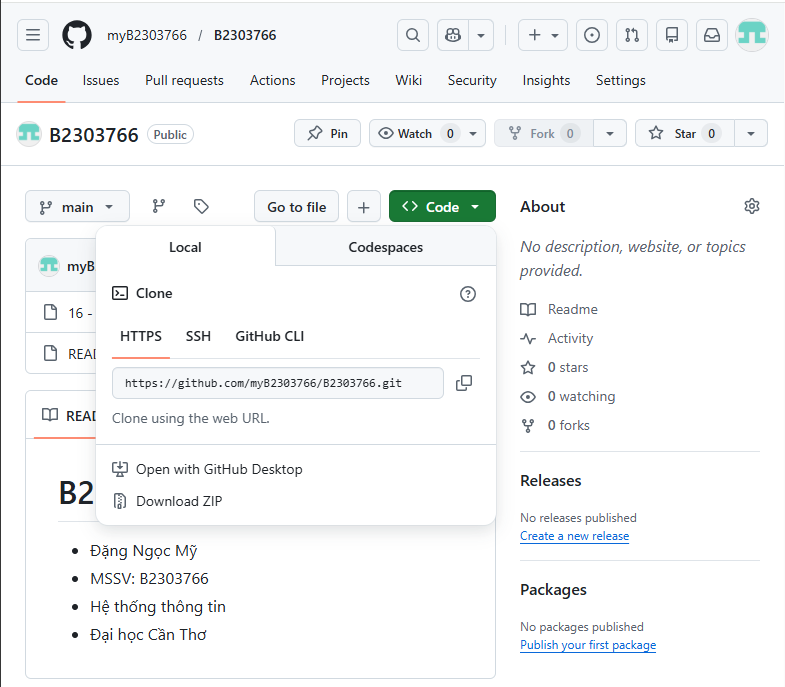 myB2303766 / B2303766
Code Issues Pull requests Actions Projects Wiki Security Insights Settings
B2303766 Public Pin Watch 0 Fork 0 Star 0
main Go to file + Code
Local Codespaces
myB
Clone
16 -
HTTPS SSH GitHub CLI
READ
https://github.com/myB2303766/B2303766.git
Clone using the web URL.
READ
Open with GitHub Desktop
Download ZIP
B2
Đặng Ngọc Mỹ
MSSV: B2303766
Hệ thống thông tin
Đại học Cần Thơ
About
No description, website, or topics
provided.
Readme
Activity
0 stars
0 watching
0 forks
Releases
No releases published
Create a new release
Packages
No packages published
Publish your first package